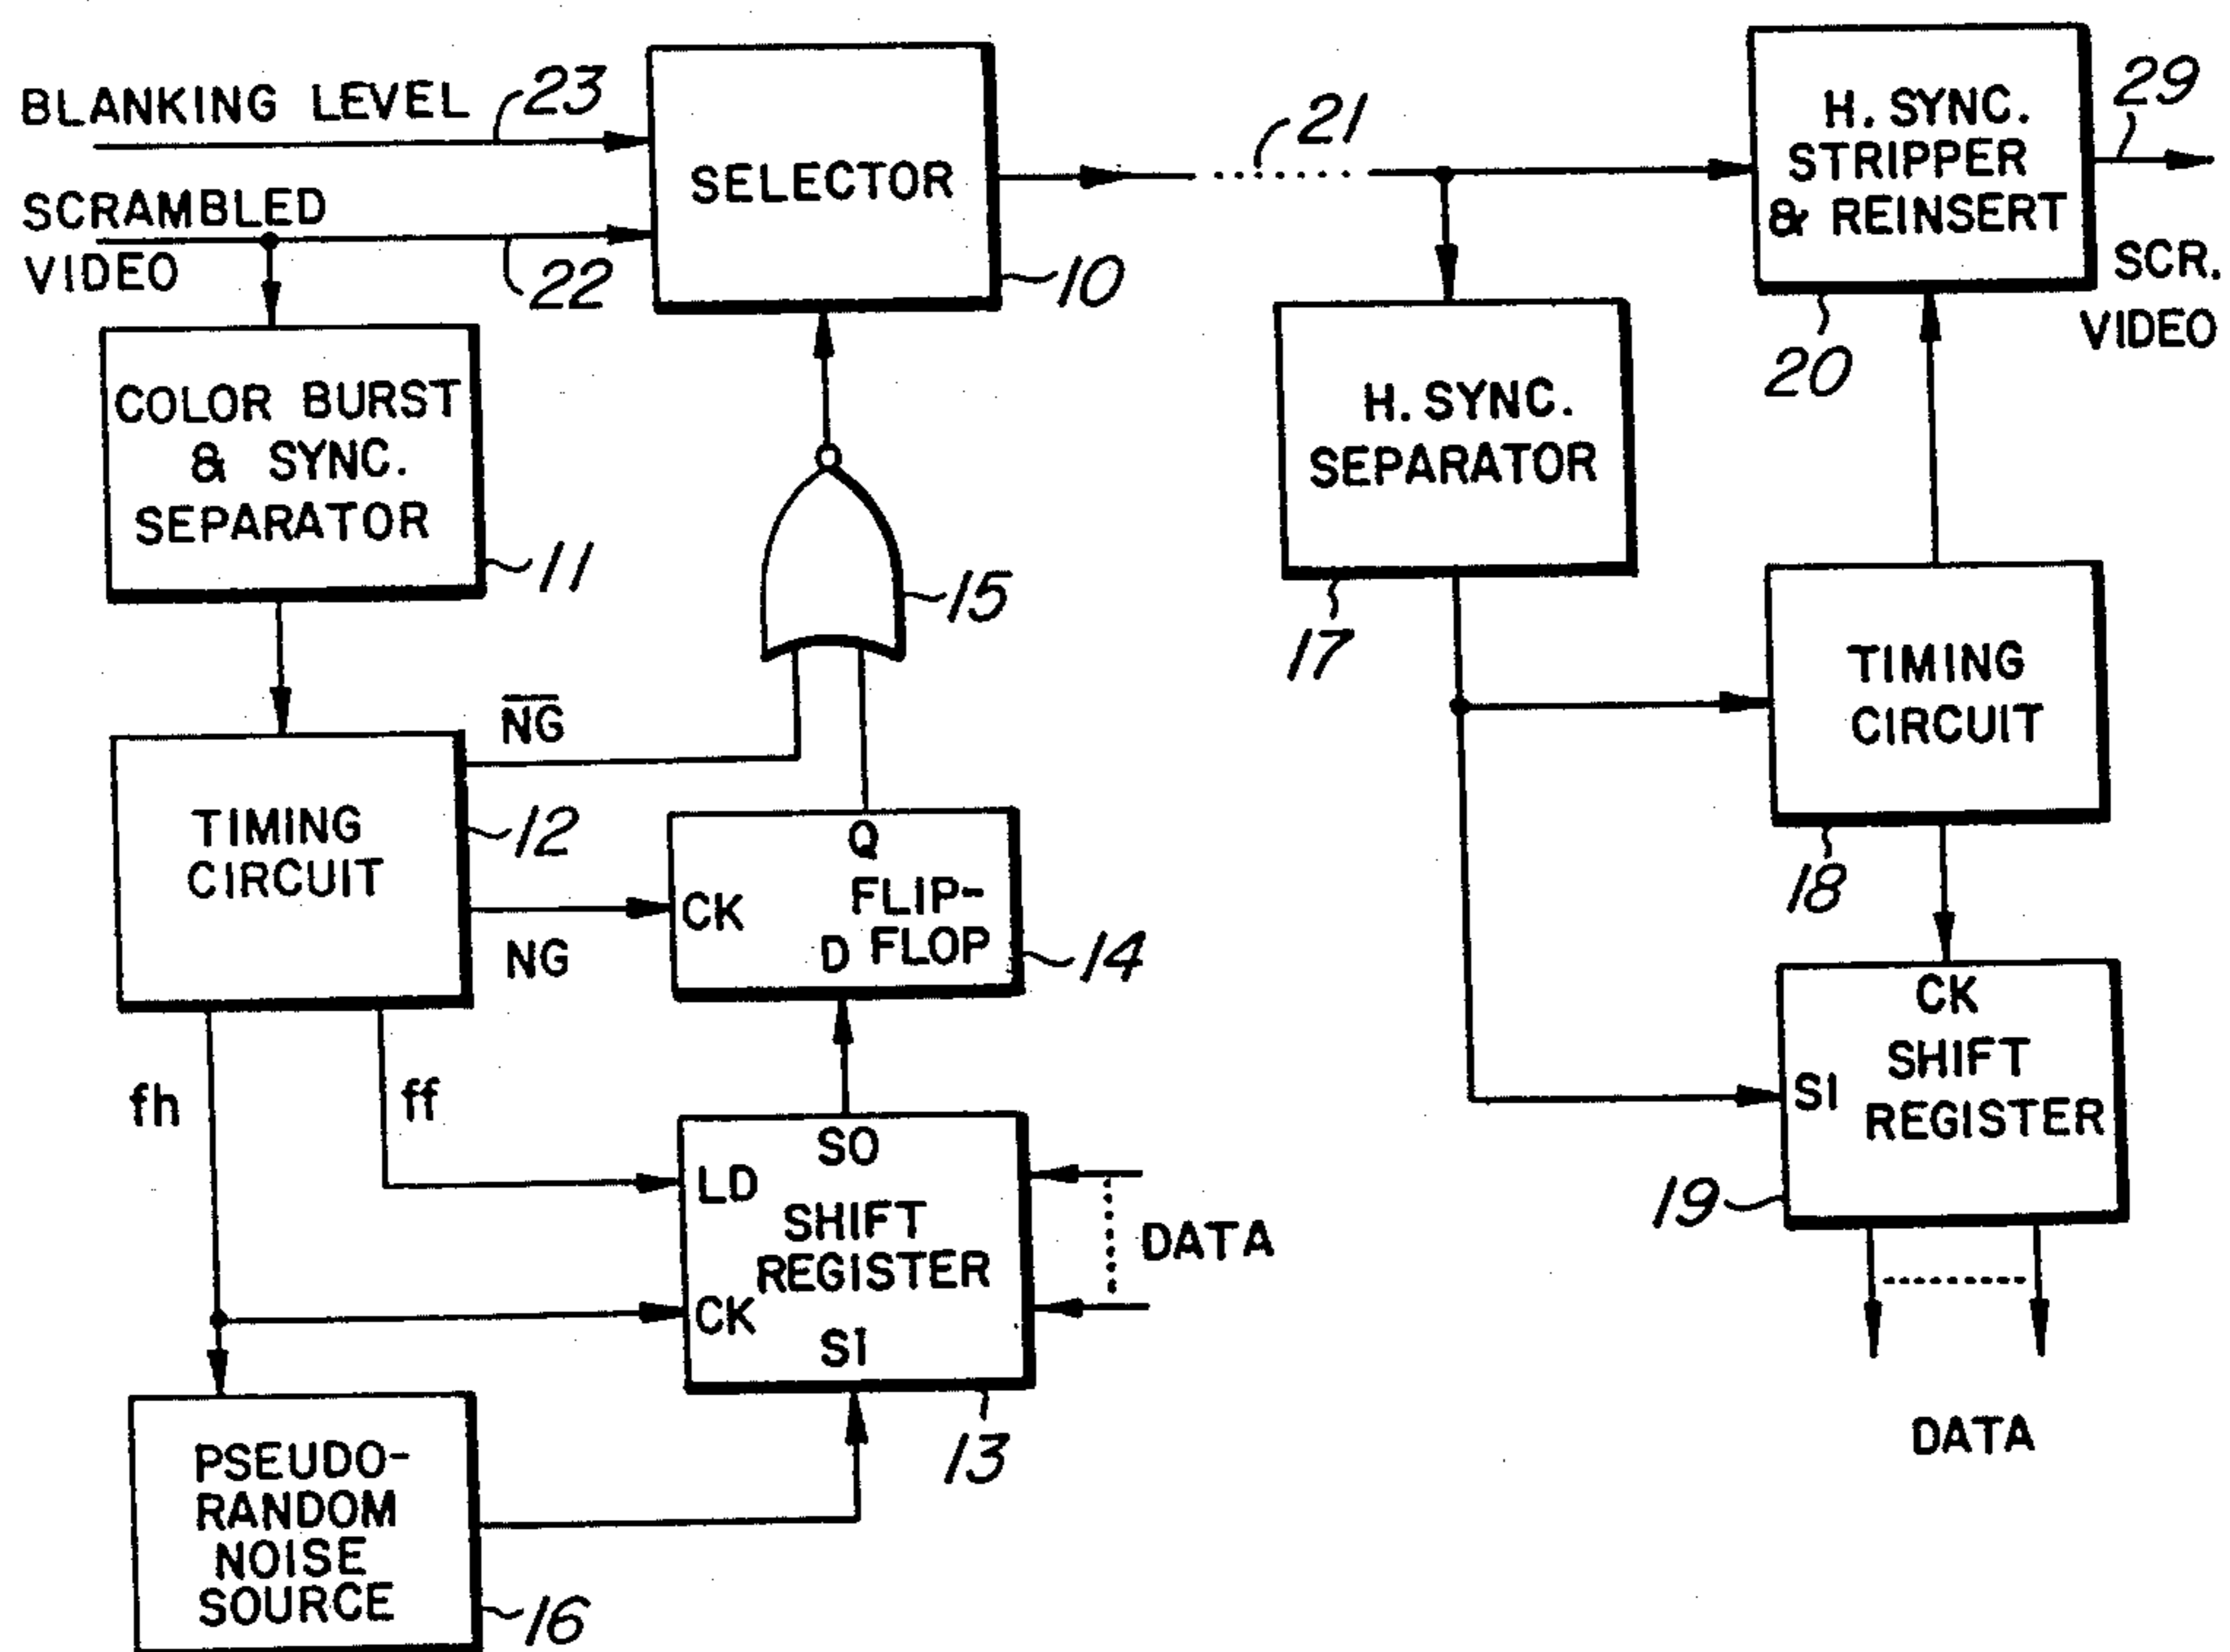 BLANKING LEVEL
23
SCRAMBLED
VIDEO
22
SELECTOR
10
21
H. SYNC.
STRIPPER
& REINSERT
20
29
SCR.
VIDEO
COLOR BURST
& SYNC.
SEPARATOR
11
15
H. SYNC.
SEPARATOR
17
TIMING
CIRCUIT
18
N̅G̅
TIMING
CIRCUIT
12
NG
Q
CK
FLIP-
D FLOP
14
CK
SI
SHIFT
REGISTER
19
DATA
fh
ff
SO
LD
SHIFT
REGISTER
CK
SI
13
DATA
PSEUDO-
RANDOM
NOISE
SOURCE
16